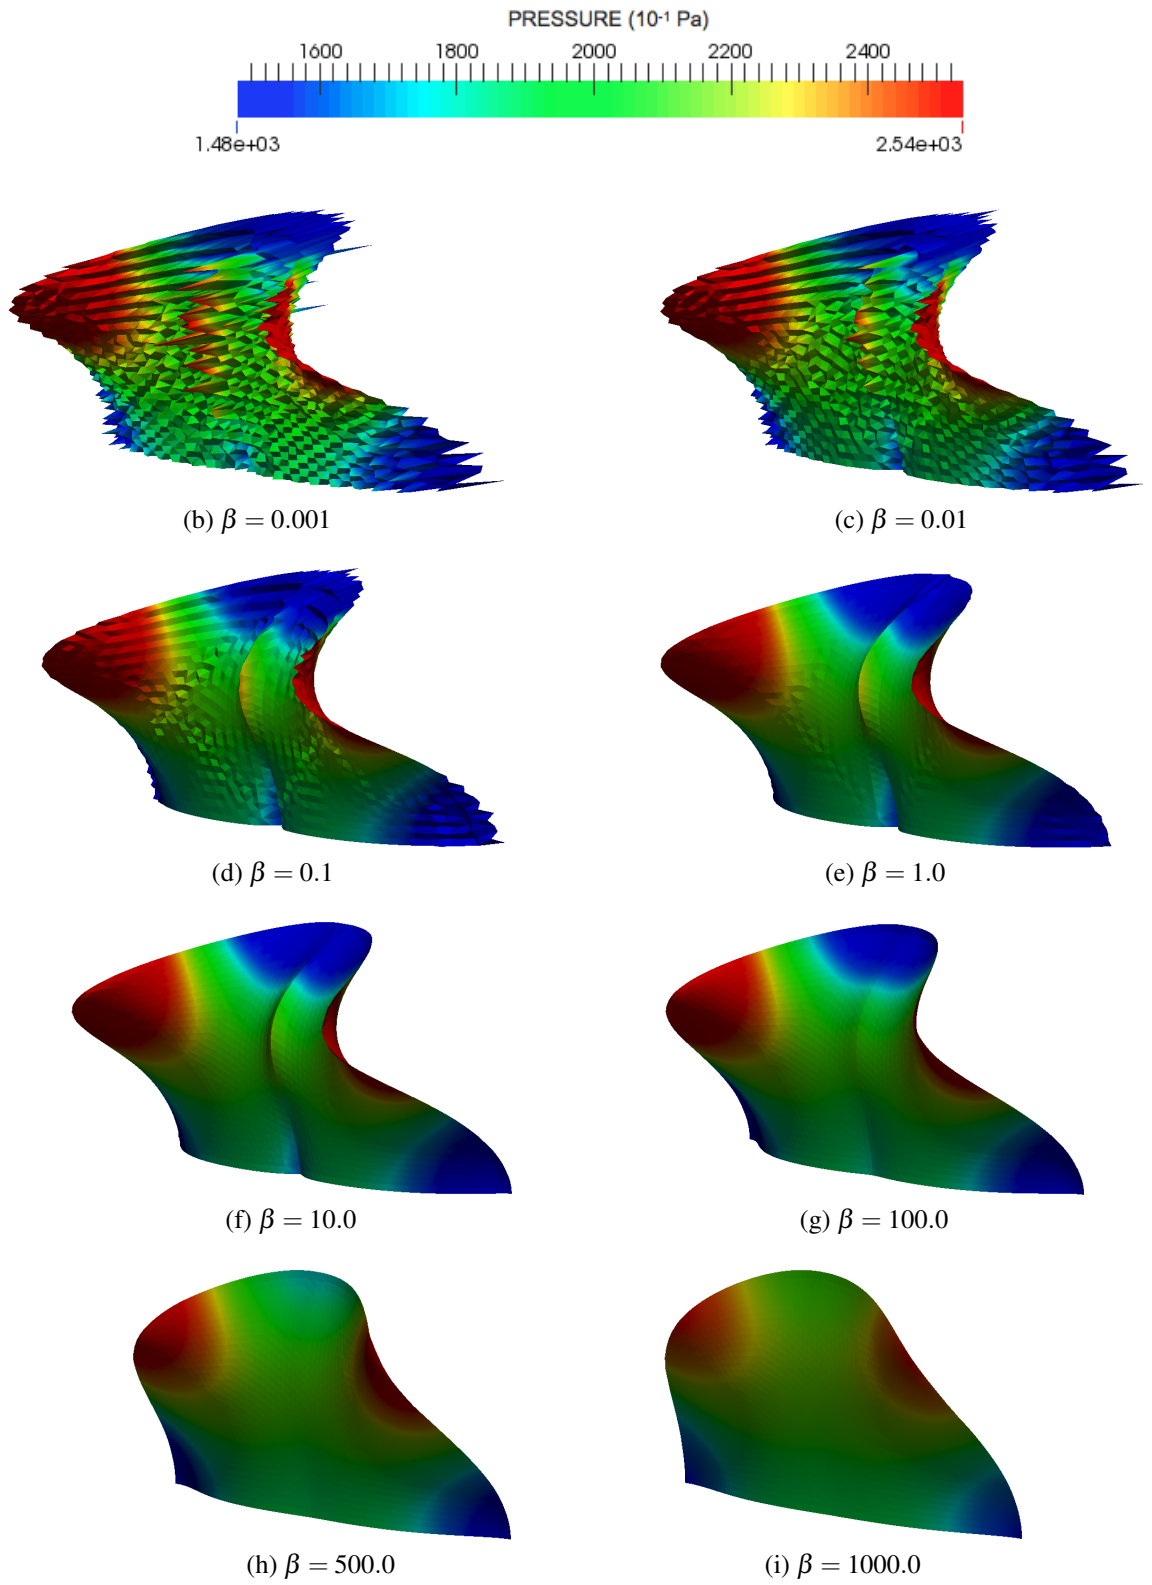 PRESSURE (10⁻¹ Pa)
1600 1800 2000 2200 2400
1.48e+03 2.54e+03
(b) β = 0.001 (c) β = 0.01
(d) β = 0.1 (e) β = 1.0
(f) β = 10.0 (g) β = 100.0
(h) β = 500.0 (i) β = 1000.0